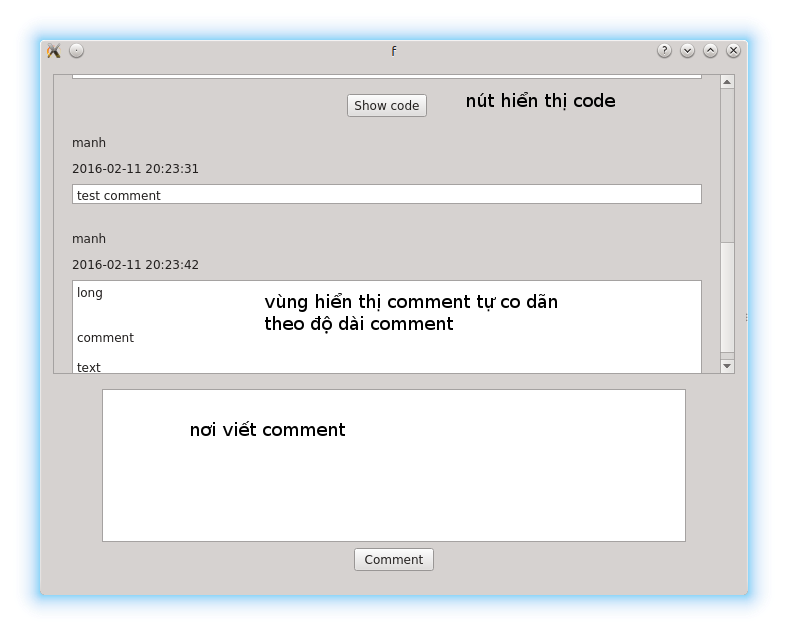 f
Show code
nút hiển thị code
manh
2016-02-11 20:23:31
test comment
manh
2016-02-11 20:23:42
long
vùng hiển thị comment tự co dãn
theo độ dài comment
comment
text
nơi viết comment
Comment